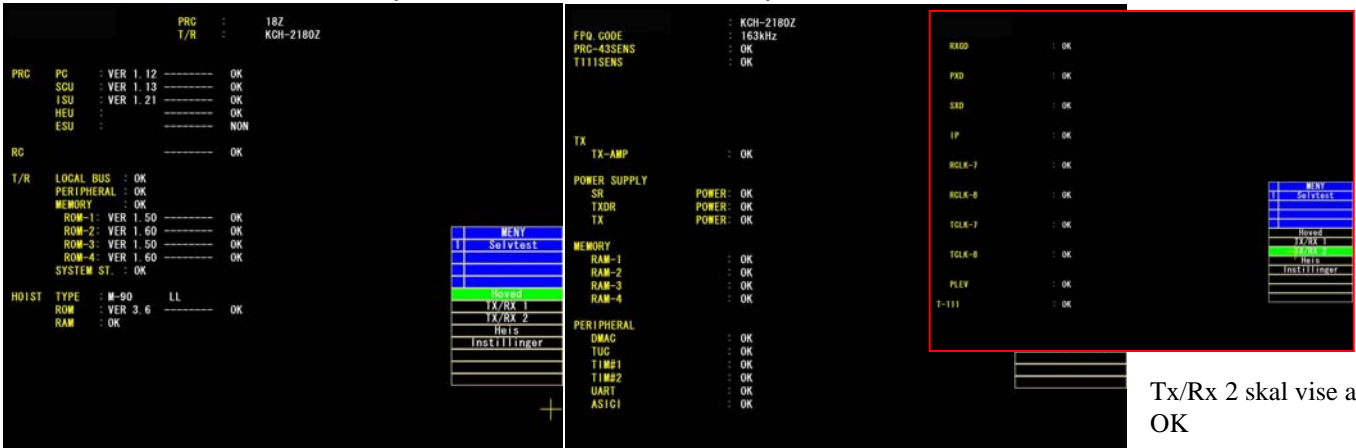 PRC : 18Z
T/R : KCH-2180Z
PRC PC : VER 1.12 -------- OK
SCU : VER 1.13 -------- OK
ISU : VER 1.21 -------- OK
HEU : -------- OK
ESU : -------- NON
RC -------- OK
T/R LOCAL BUS : OK
PERIPHERAL : OK
MEMORY : OK
ROM-1: VER 1.50 -------- OK
ROM-2: VER 1.60 -------- OK
ROM-3: VER 1.50 -------- OK
ROM-4: VER 1.60 -------- OK
SYSTEM ST. : OK
HOIST TYPE : M-90 LL
ROM : VER 3.6 -------- OK
RAM : OK
MENY
1 Selvtest
Hoved
TX/RX 1
TX/RX 2
Heis
Instillinger
: KCH-2180Z
FPQ.CODE : 163kHz
PRC-43SENS : OK
T111SENS : OK
TX
TX-AMP : OK
POWER SUPPLY
SR POWER: OK
TXDR POWER: OK
TX POWER: OK
MEMORY
RAM-1 : OK
RAM-2 : OK
RAM-3 : OK
RAM-4 : OK
PERIPHERAL
DMAC : OK
TUC : OK
TIM#1 : OK
TIM#2 : OK
UART : OK
ASIC1 : OK
RXGD : OK
PXD : OK
SXD : OK
IP : OK
RCLK-7 : OK
RCLK-8 : OK
TCLK-7 : OK
TCLK-8 : OK
PLEV : OK
T-111 : OK
MENY
1 Selvtest
Hoved
TX/RX 1
TX/RX 2
Heis
Instillinger
Tx/Rx 2 skal vise a
OK